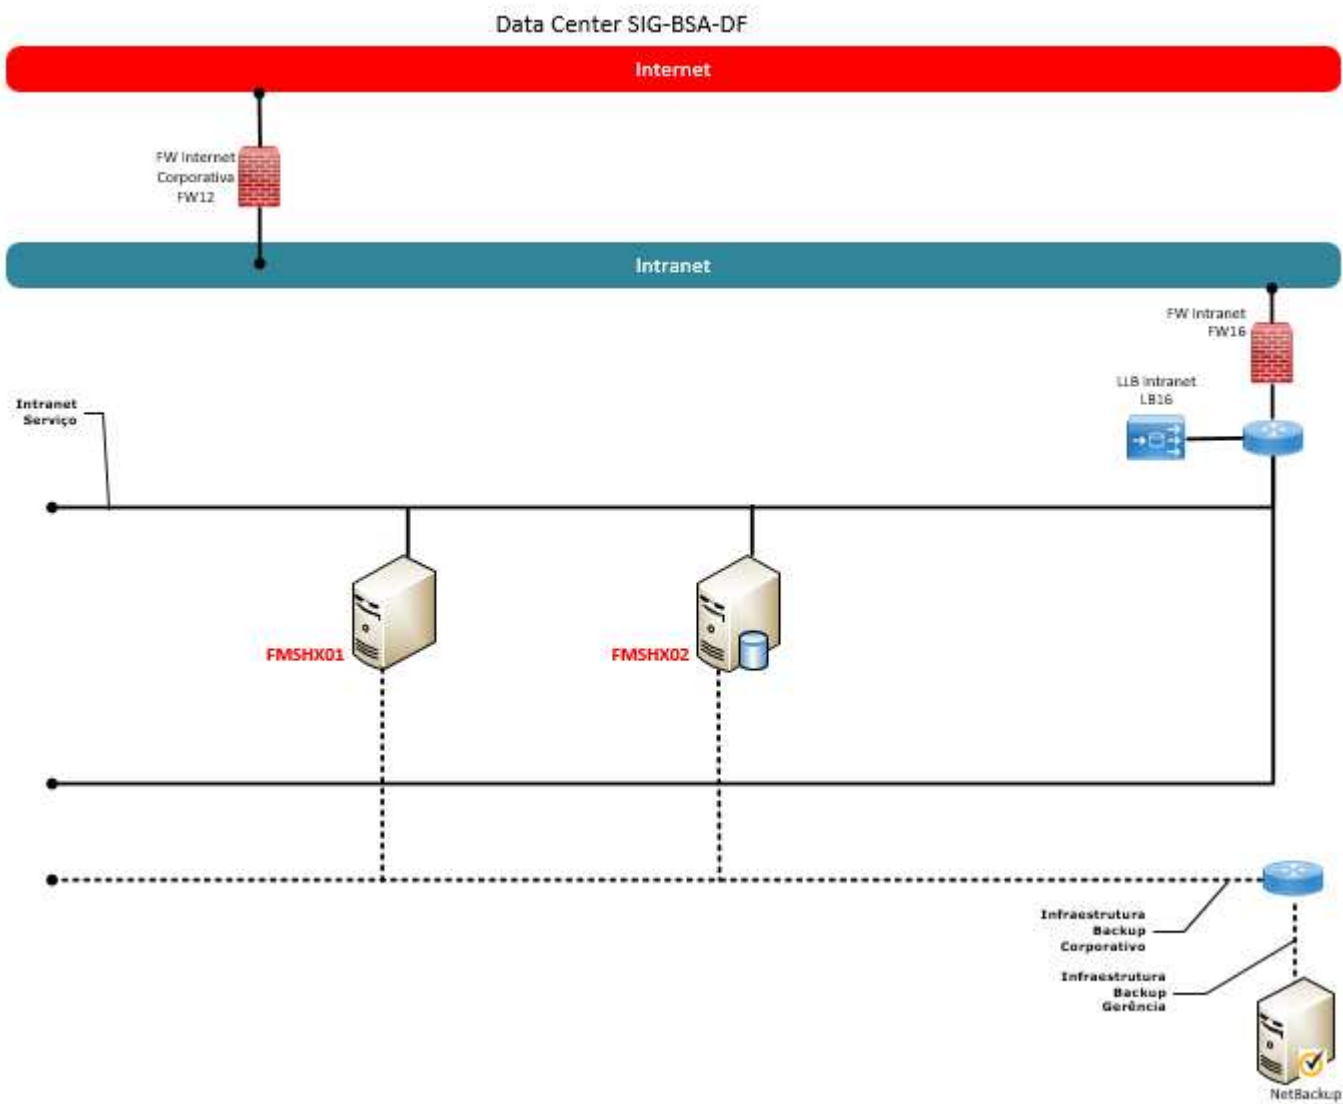 Data Center SIG-BSA-DF
Internet
FW Internet
Corporativa
FW12
Intranet
FW Intranet
FW16
LLB Intranet
LB16
Intranet
Serviço
FMSHX01
FMSHX02
Infraestrutura
Backup
Corporativo
Infraestrutura
Backup
Gerência
NetBackup